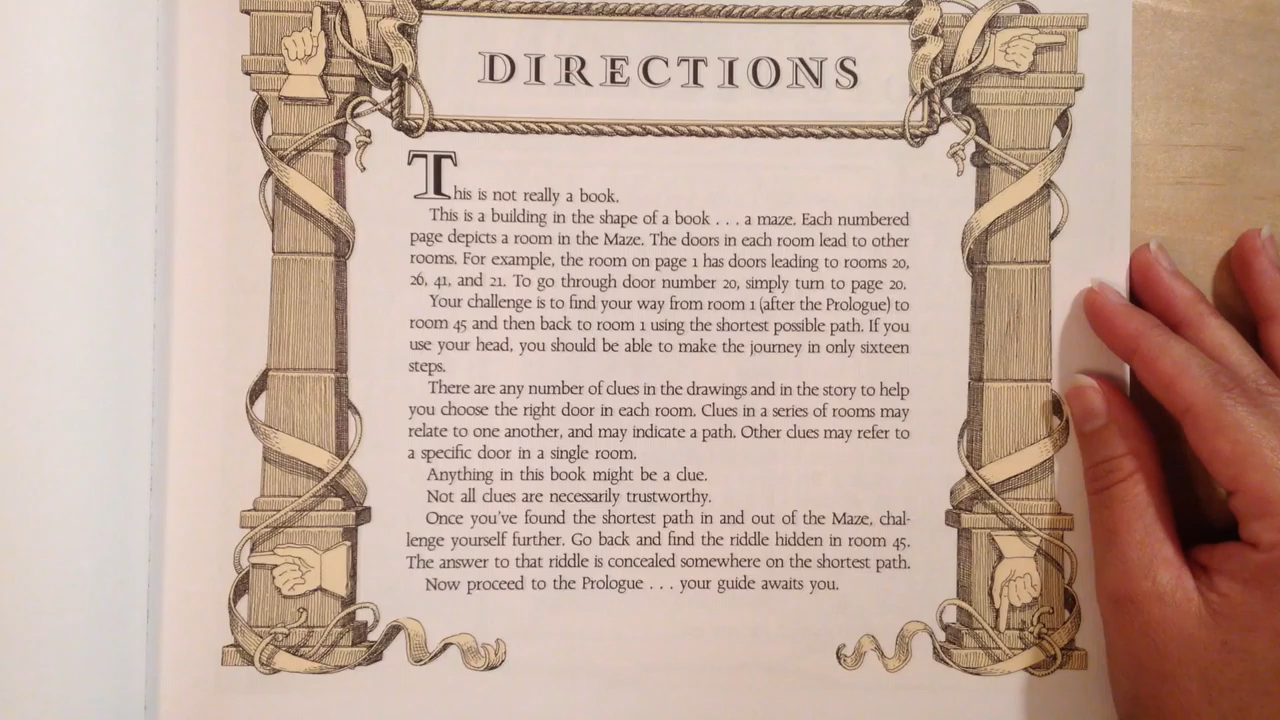 DIRECTIONS
This is not really a book.
This is a building in the shape of a book . . . a maze. Each numbered
page depicts a room in the Maze. The doors in each room lead to other
rooms. For example, the room on page 1 has doors leading to rooms 20,
26, 41, and 21. To go through door number 20, simply turn to page 20.
Your challenge is to find your way from room 1 (after the Prologue) to
room 45 and then back to room 1 using the shortest possible path. If you
use your head, you should be able to make the journey in only sixteen
steps.
There are any number of clues in the drawings and in the story to help
you choose the right door in each room. Clues in a series of rooms may
relate to one another, and may indicate a path. Other clues may refer to
a specific door in a single room.
Anything in this book might be a clue.
Not all clues are necessarily trustworthy.
Once you've found the shortest path in and out of the Maze, chal-
lenge yourself further. Go back and find the riddle hidden in room 45.
The answer to that riddle is concealed somewhere on the shortest path.
Now proceed to the Prologue . . . your guide awaits you.